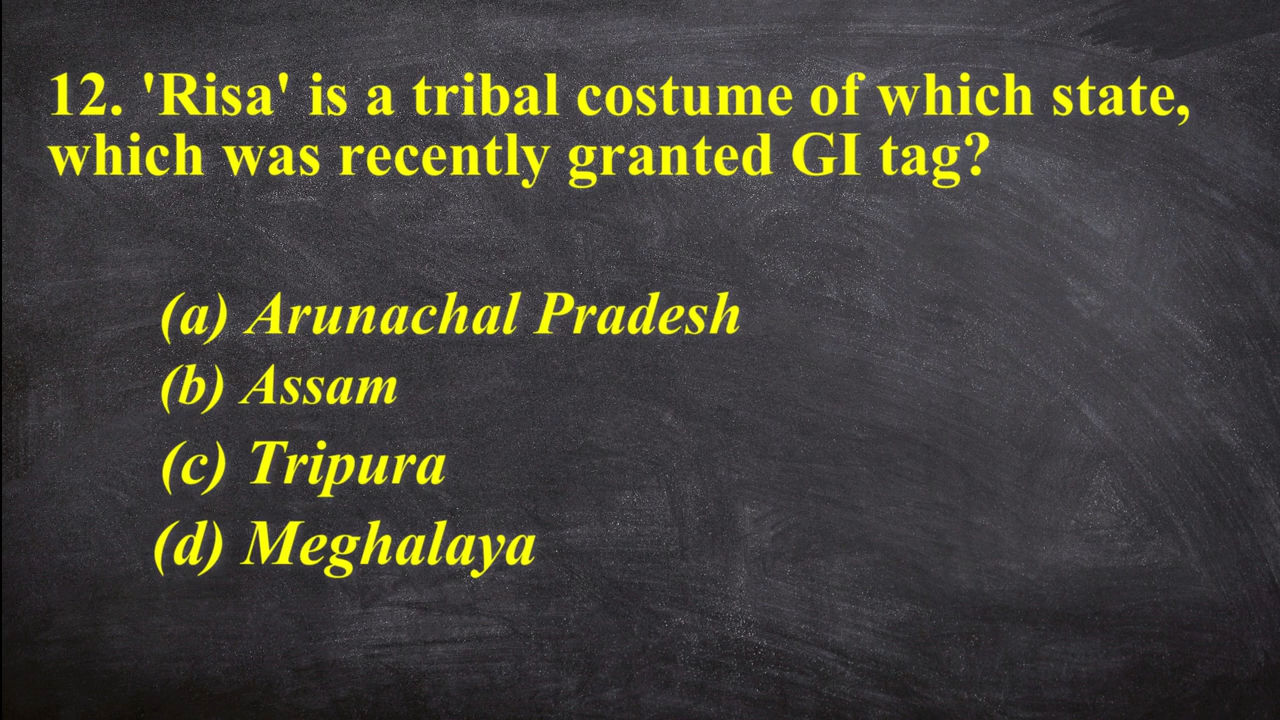 12. 'Risa' is a tribal costume of which state,
which was recently granted GI tag?
(a) Arunachal Pradesh
(b) Assam
(c) Tripura
(d) Meghalaya